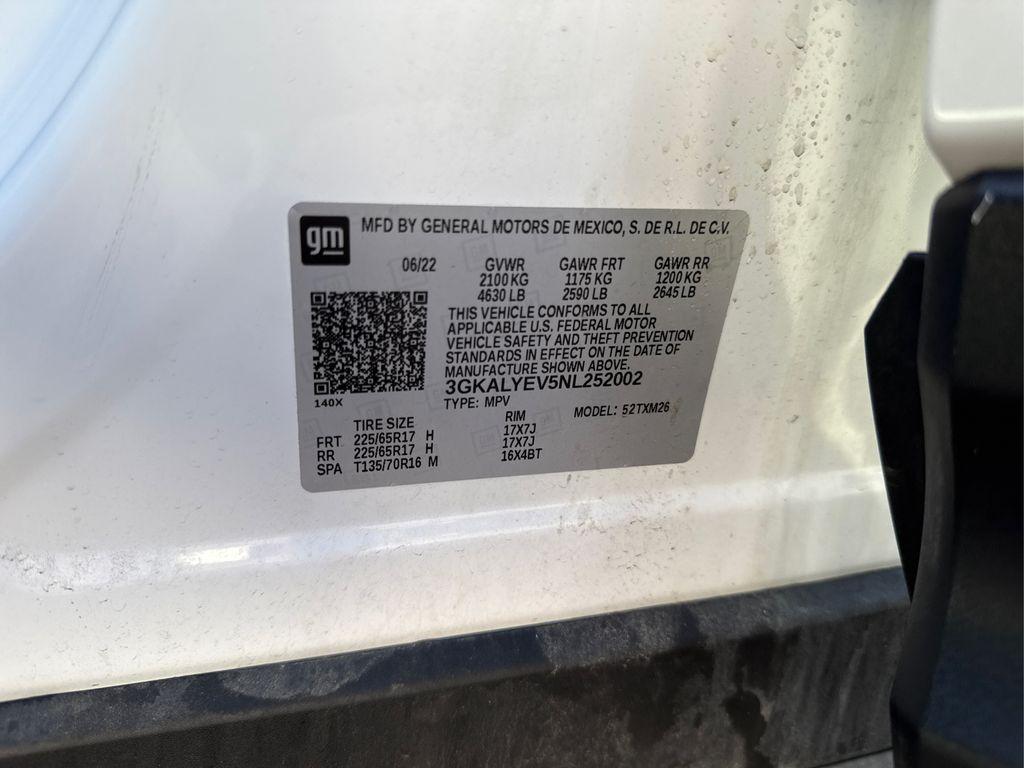 gm
MFD BY GENERAL MOTORS DE MEXICO, S. DE R.L. DE C.V.
06/22 GVWR GAWR FRT GAWR RR
2100 KG 1175 KG 1200 KG
4630 LB 2590 LB 2645 LB
THIS VEHICLE CONFORMS TO ALL
APPLICABLE U.S. FEDERAL MOTOR
VEHICLE SAFETY AND THEFT PREVENTION
STANDARDS IN EFFECT ON THE DATE OF
MANUFACTURE SHOWN ABOVE.
3GKALYEV5NL252002
140X
TYPE: MPV MODEL: 52TXM26
TIRE SIZE RIM
FRT 225/65R17 H 17X7J
RR 225/65R17 H 17X7J
SPA T135/70R16 M 16X4BT